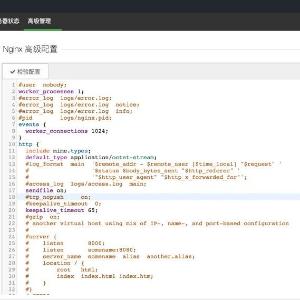 务器状态 高级管理
Nginx 高级配置
✓ 校验配置
1 #user nobody;
2 worker_processes 1;
3 #error_log logs/error.log;
4 #error_log logs/error.log notice;
5 #error_log logs/error.log info;
6 #pid logs/nginx.pid;
7 events {
8 worker_connections 1024;
9 }
10 http {
11 include mime.types;
12 default_type application/octet-stream;
13 #log_format main '$remote_addr - $remote_user [$time_local] "$request" '
14 # '$status $body_bytes_sent "$http_referer" '
15 # '"$http_user_agent" "$http_x_forwarded_for"';
16 #access_log logs/access.log main;
17 sendfile on;
18 #tcp_nopush on;
19 #keepalive_timeout 0;
20 keepalive_timeout 65;
21 #gzip on;
22 # another virtual host using mix of IP-, name-, and port-based configuration
23 #
24 #server {
25 # listen 8000;
26 # listen somename:8080;
27 # server_name somename alias another.alias;
28 # location / {
29 # root html;
30 # index index.html index.htm;
31 # }
32 #}